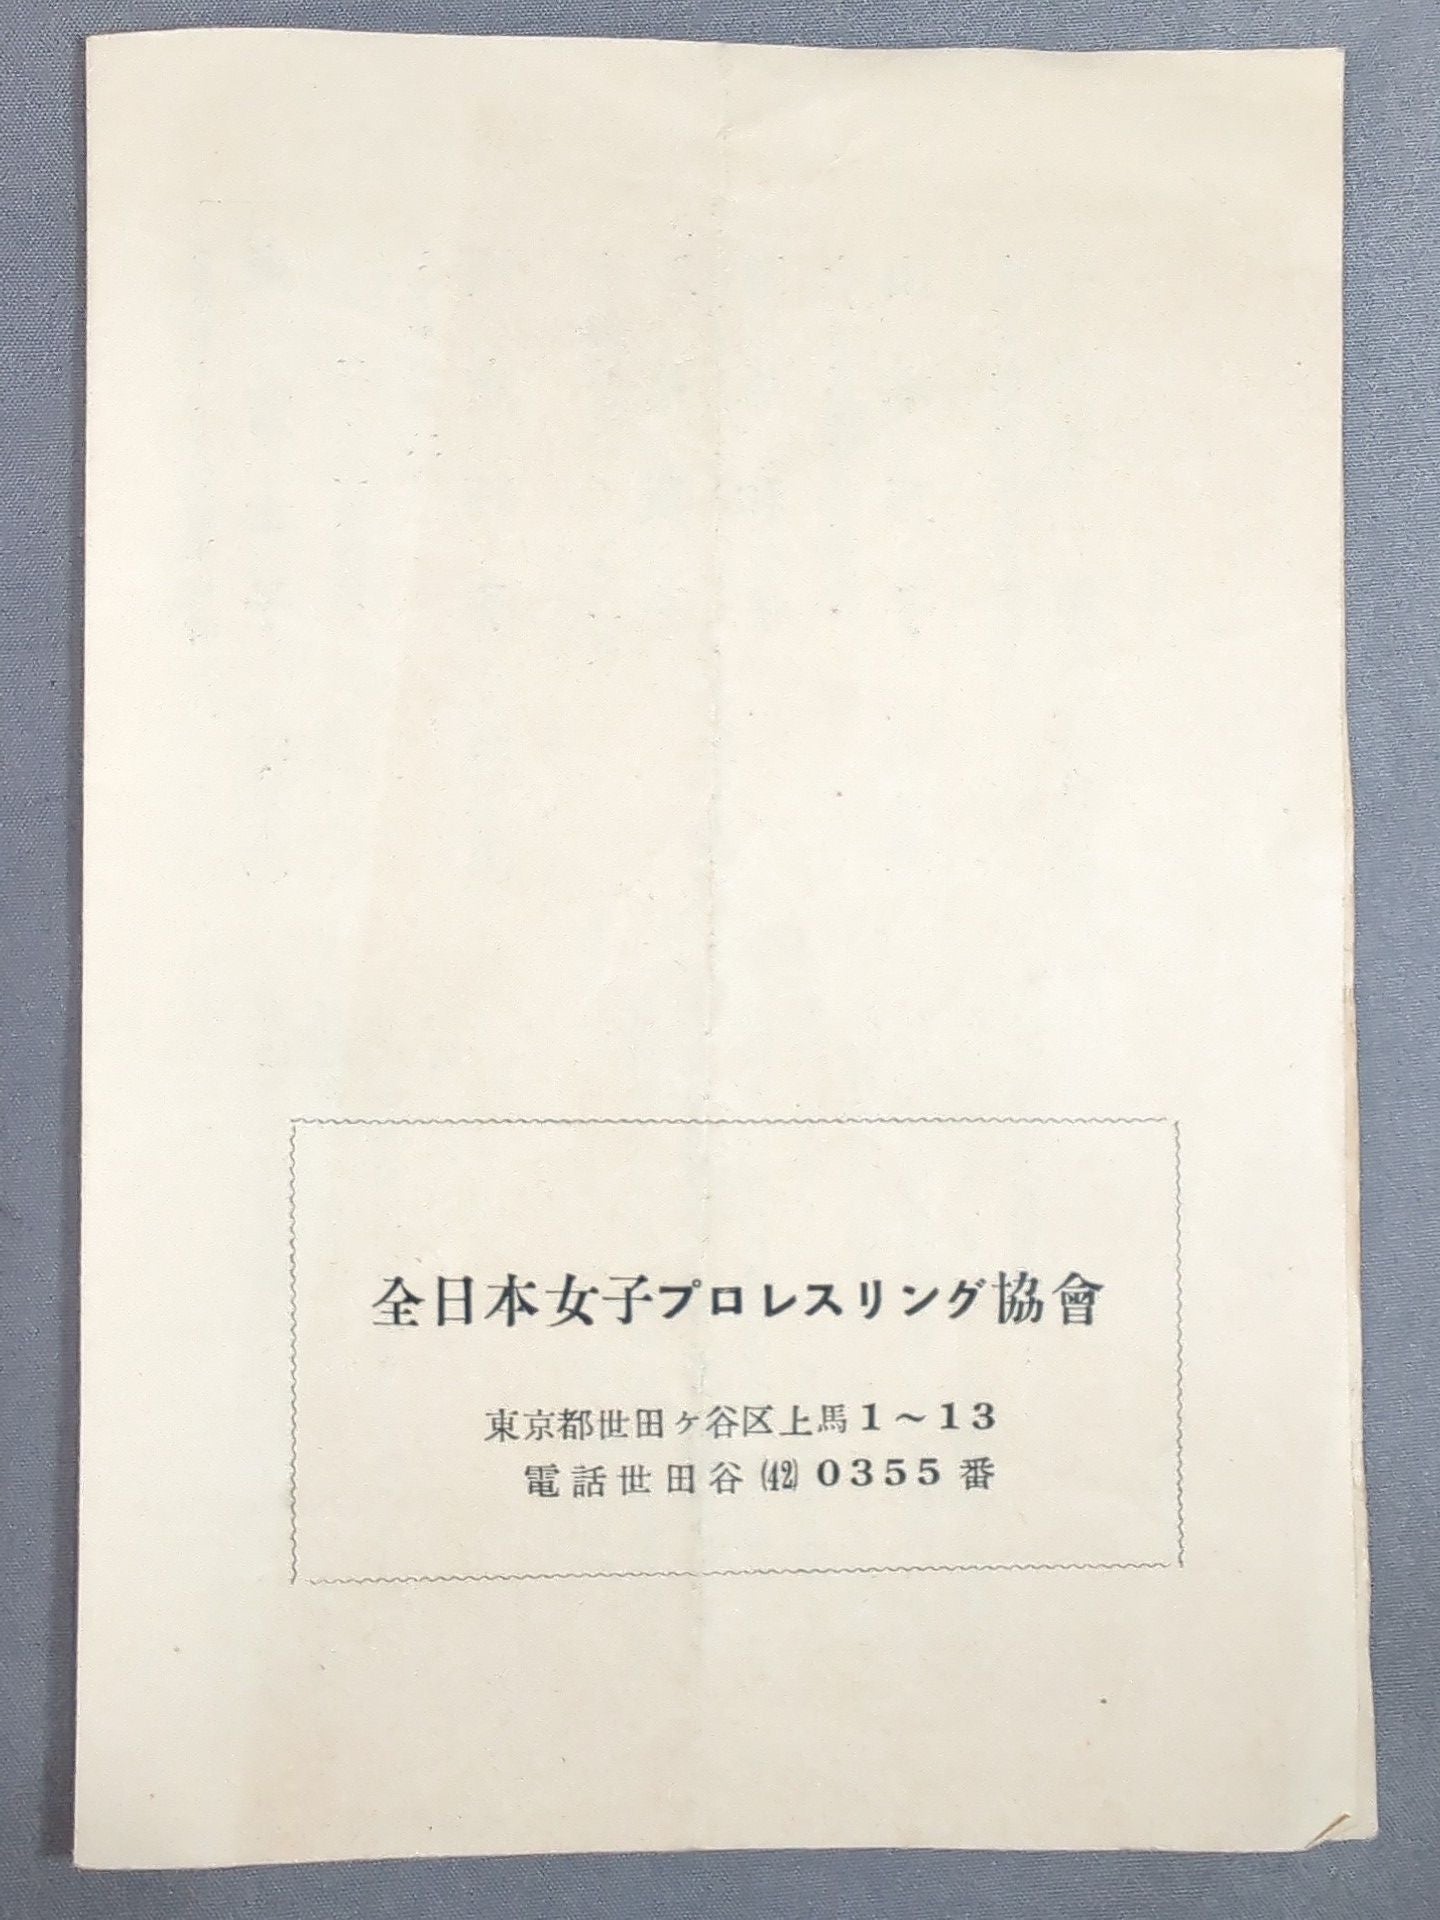 全日本女子プロレスリング協會
東京都世田ヶ谷区上馬1~13
電話世田谷(42)0355番